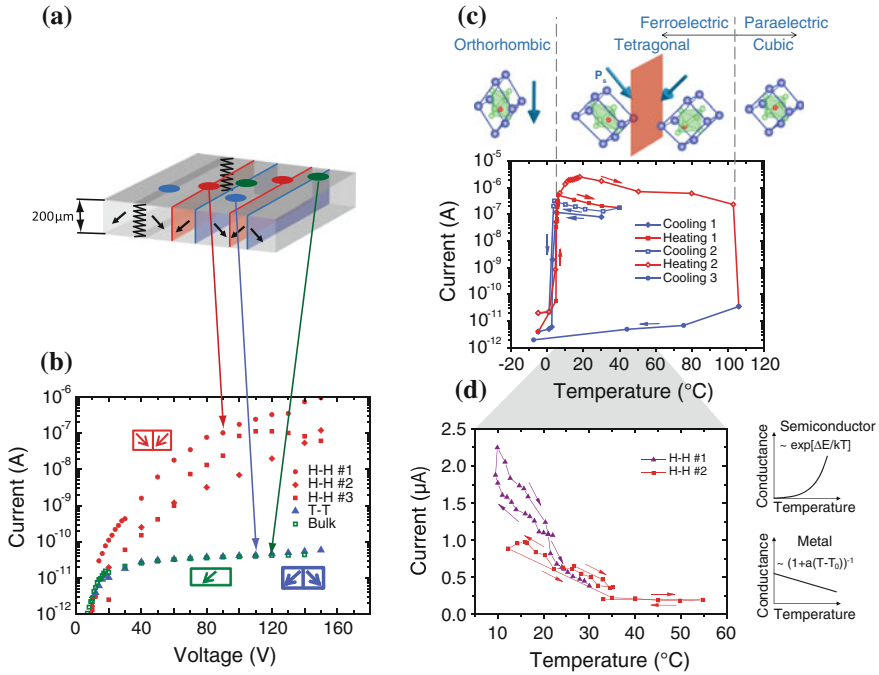 (a)
200μm
(b)
10⁻⁶
10⁻⁷
10⁻⁸
10⁻⁹
10⁻¹⁰
10⁻¹¹
10⁻¹²
Current (A)
H-H #1
H-H #2
H-H #3
T-T
Bulk
0 40 80 120 160 200
Voltage (V)
(c)
Ferroelectric Paraelectric
Orthorhombic Tetragonal Cubic
Pₛ
10⁻⁵
10⁻⁶
10⁻⁷
10⁻⁸
10⁻⁹
10⁻¹⁰
10⁻¹¹
10⁻¹²
Current (A)
Cooling 1
Heating 1
Cooling 2
Heating 2
Cooling 3
-20 0 20 40 60 80 100 120
Temperature (°C)
(d)
2.5
2.0
1.5
1.0
0.5
0.0
Current (μA)
H-H #1
H-H #2
10 20 30 40 50 60
Temperature (°C)
Semiconductor
~ exp[ΔE/kT]
Conductance
Temperature
Metal
~ (1+a(T-T₀))⁻¹
Conductance
Temperature